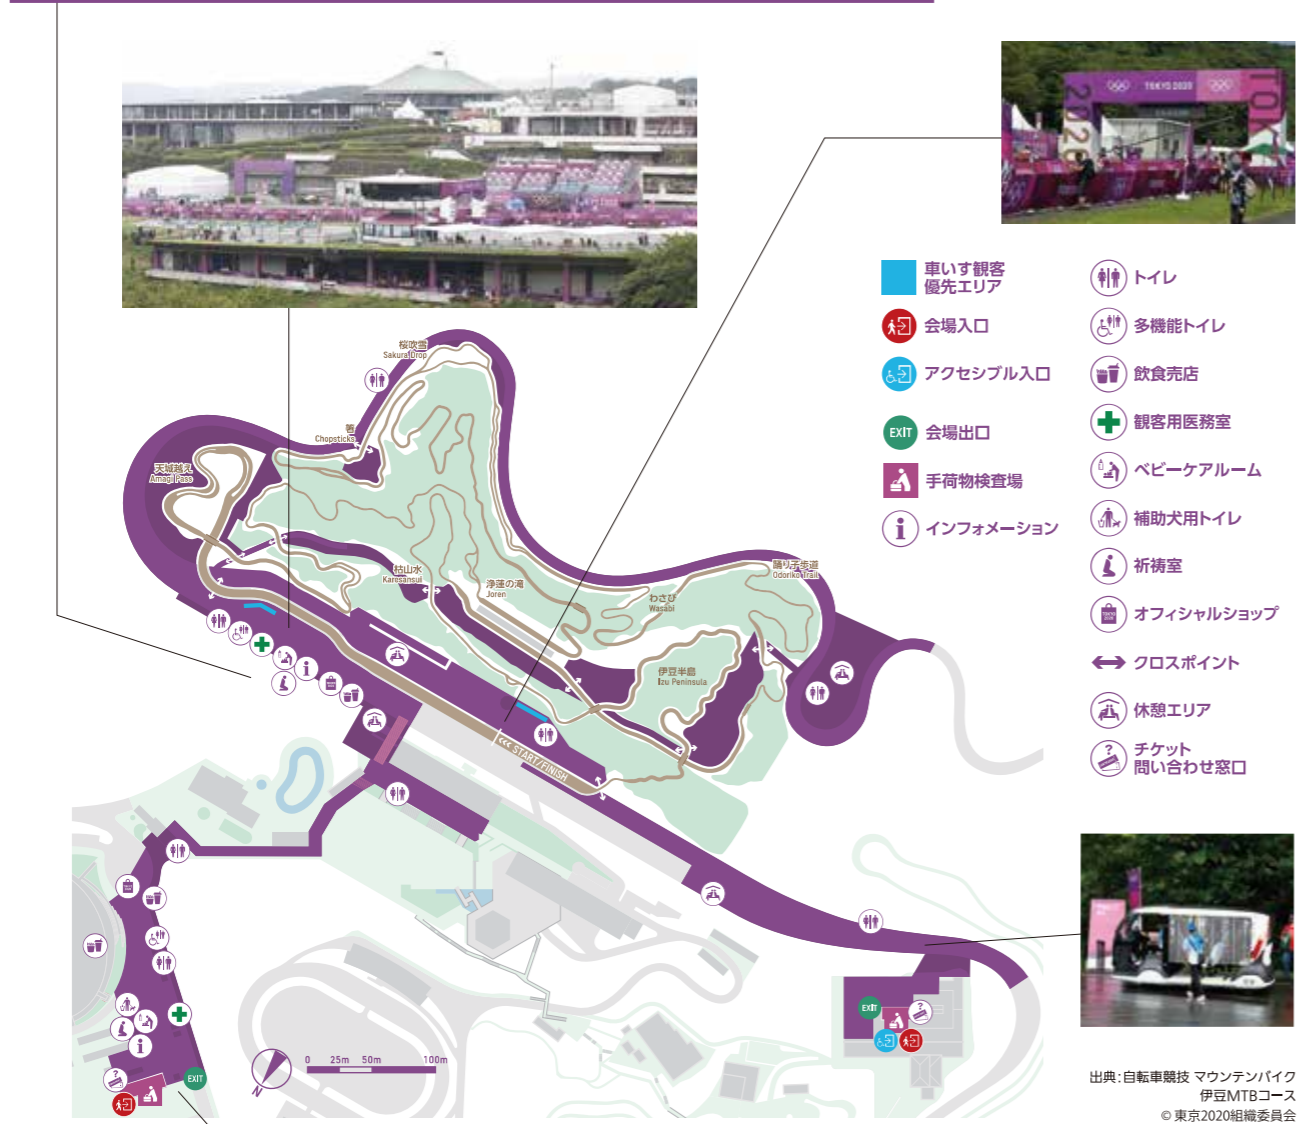 TOKYO 2020
2020
車いす観客
優先エリア
会場入口
アクセシブル入口
EXIT
会場出口
手荷物検査場
インフォメーション
トイレ
多機能トイレ
飲食売店
観客用医務室
ベビーケアルーム
補助犬用トイレ
祈祷室
オフィシャルショップ
クロスポイント
休憩エリア
チケット
問い合わせ窓口
桜吹雪
Sakura Drop
箸
Chopsticks
天城越え
Amagi Pass
枯山水
Karesansui
浄蓮の滝
Joren
わさび
Wasabi
踊り子歩道
Odoriko Trail
伊豆半島
Izu Peninsula
<<< START/FINISH
EXIT
EXIT
N
0 25m 50m 100m
出典:自転車競技 マウンテンバイク
伊豆MTBコース
© 東京2020組織委員会